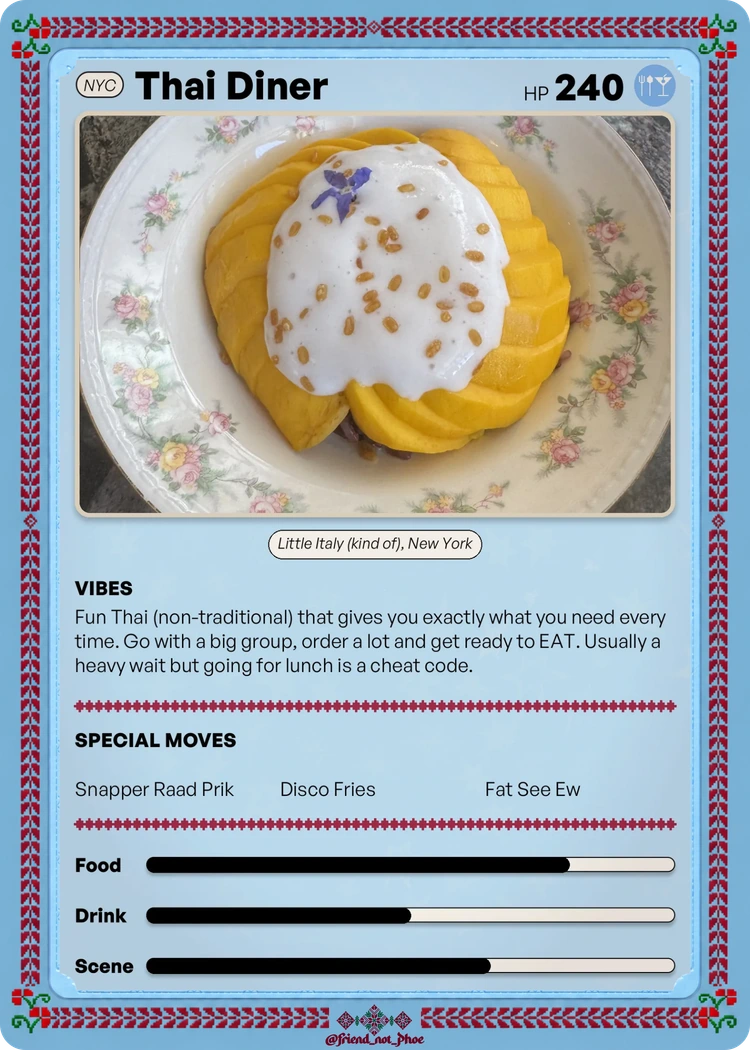 NYC Thai Diner HP 240
Little Italy (kind of), New York
VIBES
Fun Thai (non-traditional) that gives you exactly what you need every
time. Go with a big group, order a lot and get ready to EAT. Usually a
heavy wait but going for lunch is a cheat code.
SPECIAL MOVES
Snapper Raad Prik Disco Fries Fat See Ew
Food
Drink
Scene
@friend_not_Phoe